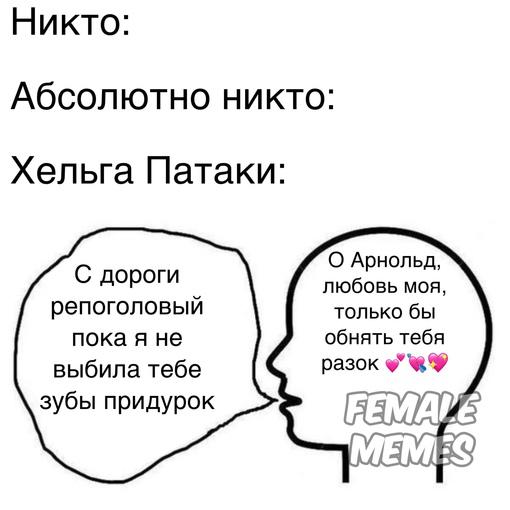 Никто:
Абсолютно никто:
Хельга Патаки:
С дороги
репоголовый
пока я не
выбила тебе
зубы придурок
О Арнольд,
любовь моя,
только бы
обнять тебя
разок 💕💘💖
FEMALE
MEMES